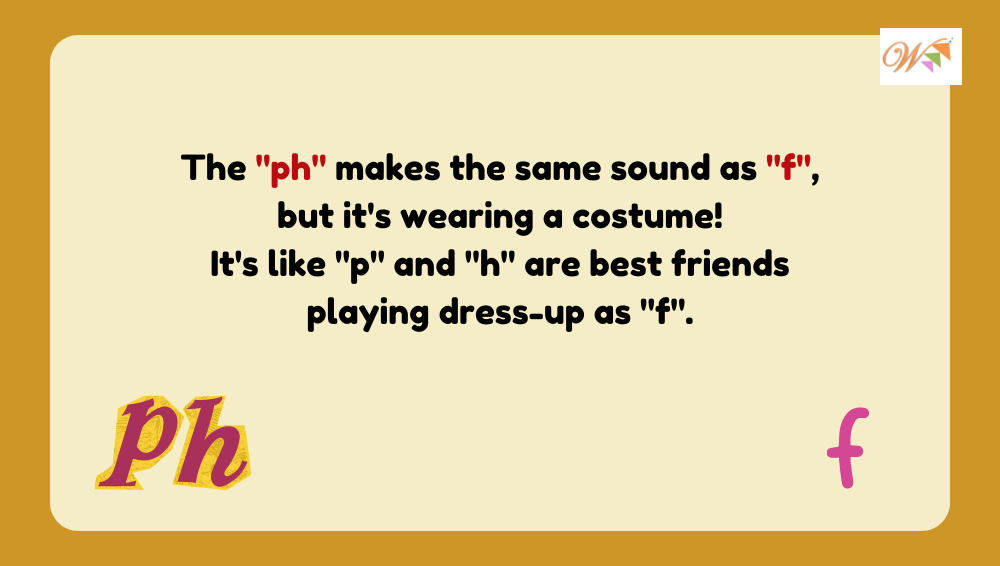 W
The "ph" makes the same sound as "f",
but it's wearing a costume!
It's like "p" and "h" are best friends
playing dress-up as "f".
ph
f